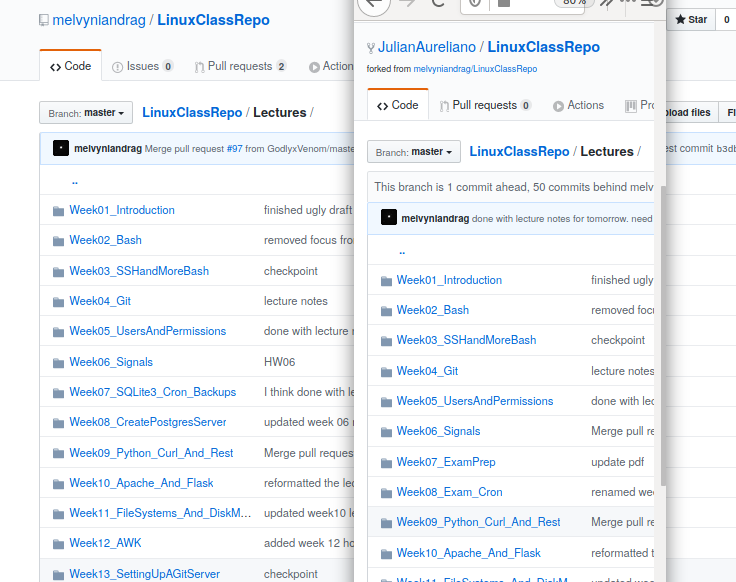 melvyniandrag / LinuxClassRepo
Code Issues 0 Pull requests 2 Action
Branch: master LinuxClassRepo / Lectures /
melvyniandrag Merge pull request #97 from GodlyxVenom/maste
..
Week01_Introduction finished ugly draft
Week02_Bash removed focus fro
Week03_SSHandMoreBash checkpoint
Week04_Git lecture notes
Week05_UsersAndPermissions done with lecture r
Week06_Signals HW06
Week07_SQLite3_Cron_Backups I think done with le
Week08_CreatePostgresServer updated week 06 r
Week09_Python_Curl_And_Rest Merge pull reques
Week10_Apache_And_Flask reformatted the lec
Week11_FileSystems_And_DiskM... updated week10 le
Week12_AWK added week 12 ho
Week13_SettingUpAGitServer checkpoint
80%
JulianAureliano / LinuxClassRepo
forked from melvyniandrag/LinuxClassRepo
Code Pull requests 0 Actions Pro
Branch: master LinuxClassRepo / Lectures /
This branch is 1 commit ahead, 50 commits behind melv
melvyniandrag done with lecture notes for tomorrow. need
..
Week01_Introduction finished ugly
Week02_Bash removed focu
Week03_SSHandMoreBash checkpoint
Week04_Git lecture notes
Week05_UsersAndPermissions done with lec
Week06_Signals Merge pull re
Week07_ExamPrep update pdf
Week08_Exam_Cron renamed wee
Week09_Python_Curl_And_Rest Merge pull re
Week10_Apache_And_Flask reformatted t
Week11_FileSystems_And_DiskM updated week
Star 0
load files Fi
est commit b3db